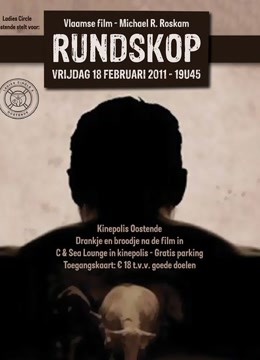 Ladies Circle
Oostende stelt voor:
Vlaamse film - Michael R. Roskam
RUNDSKOP
VRIJDAG 18 FEBRUARI 2011 - 19U45
Kinepolis Oostende
Drankje en broodje na de film in
C & Sea Lounge in kinepolis - Gratis parking
Toegangskaart: € 18 t.v.v. goede doelen